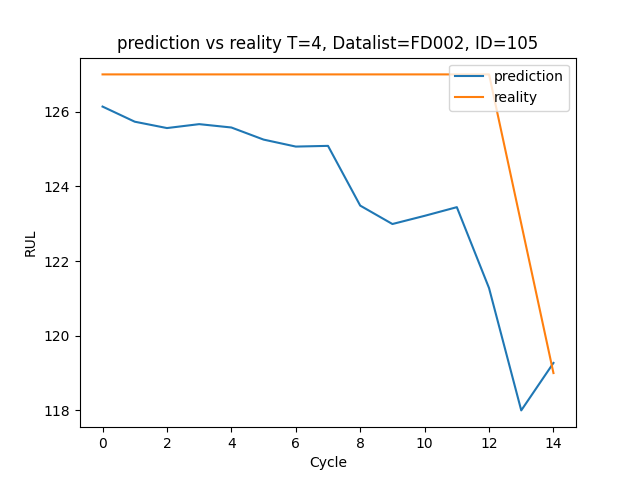 prediction vs reality T=4, Datalist=FD002, ID=105
prediction
reality
126
124
122
120
118
RUL
0 2 4 6 8 10 12 14
Cycle